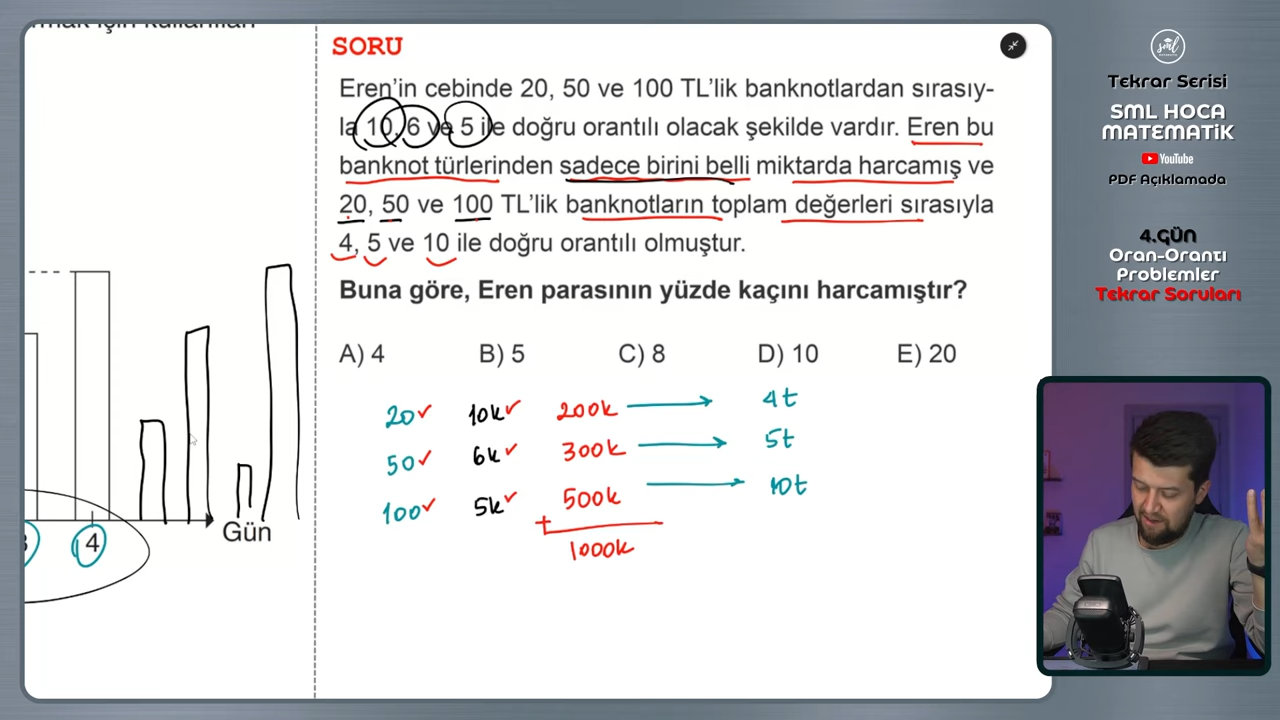 SORU
Eren'in cebinde 20, 50 ve 100 TL'lik banknotlardan sırasıy-
la 10, 6 ve 5 ile doğru orantılı olacak şekilde vardır. Eren bu
banknot türlerinden sadece birini belli miktarda harcamış ve
20, 50 ve 100 TL'lik banknotların toplam değerleri sırasıyla
4, 5 ve 10 ile doğru orantılı olmuştur.
Buna göre, Eren parasının yüzde kaçını harcamıştır?
A) 4 B) 5 C) 8 D) 10 E) 20
20 10k 200k 4t
50 6k 300k 5t
100 5k 500k 10t
+
1000k
4 Gün
sml
Tekrar Serisi
SML HOCA
MATEMATİK
YouTube
PDF Açıklamada
4.GÜN
Oran-Orantı
Problemler
Tekrar Soruları